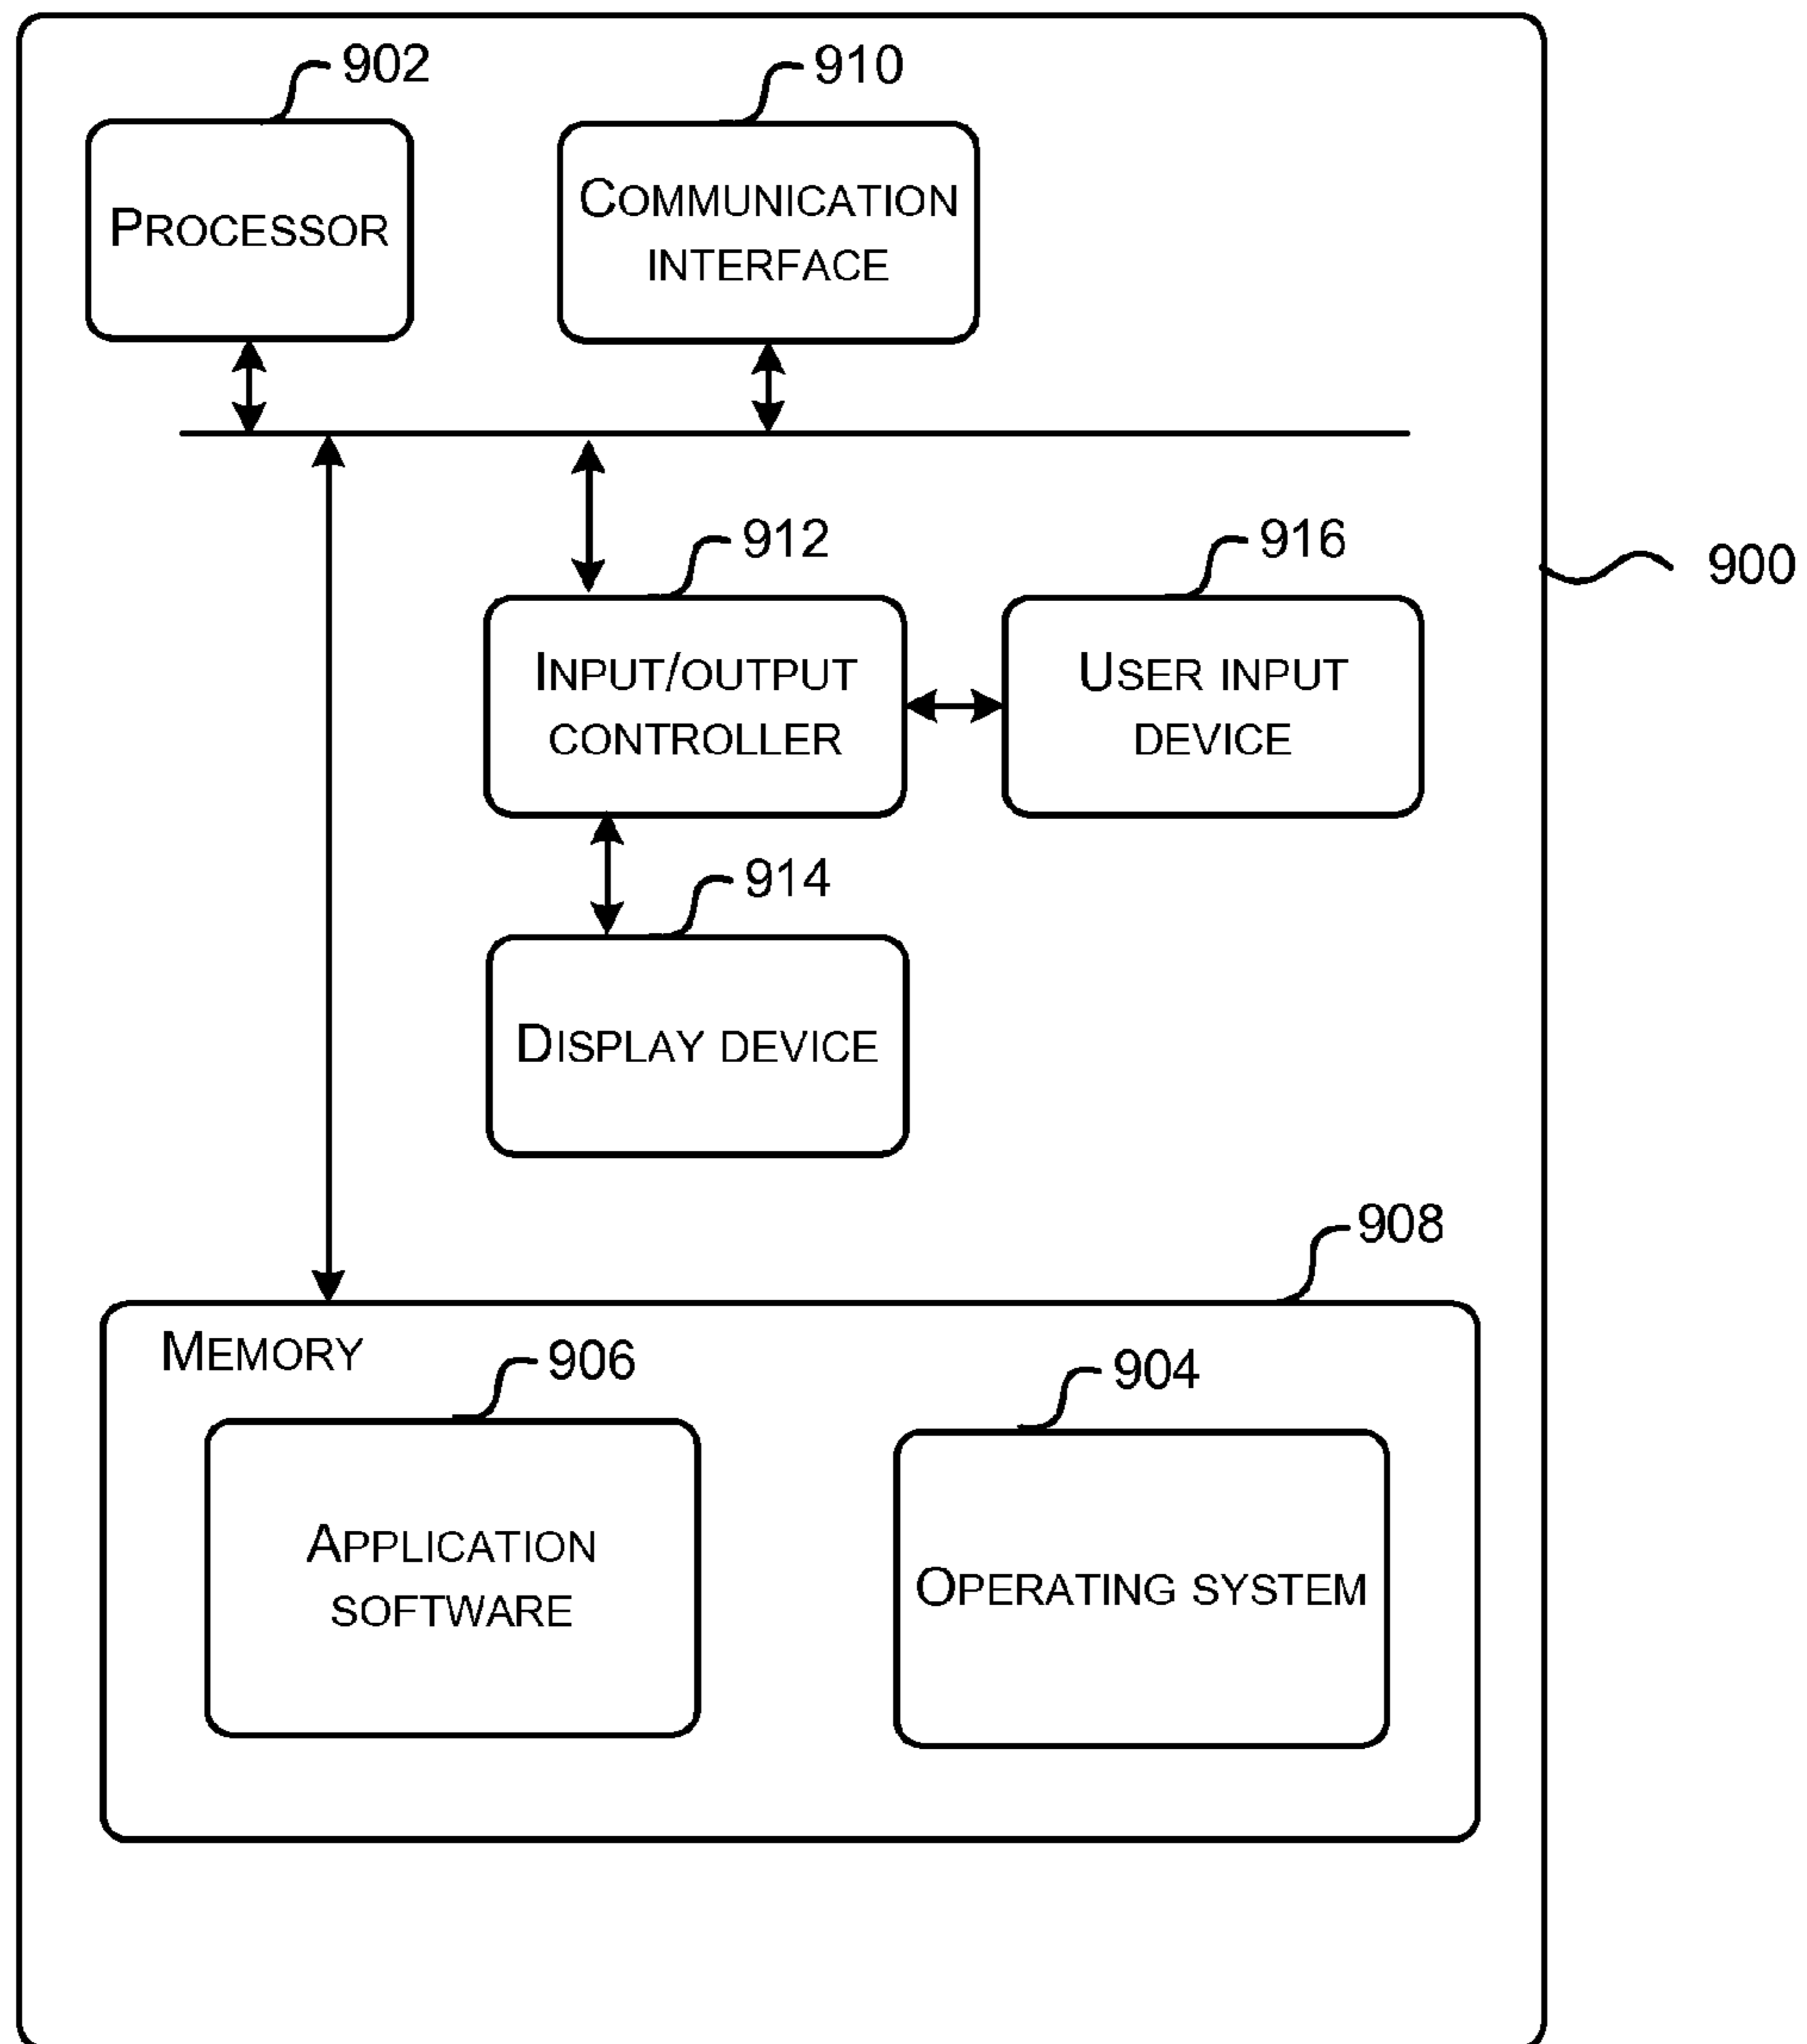 902
910
PROCESSOR
COMMUNICATION
INTERFACE
912
916
900
INPUT/OUTPUT
CONTROLLER
USER INPUT
DEVICE
914
DISPLAY DEVICE
908
MEMORY
906
904
APPLICATION
SOFTWARE
OPERATING SYSTEM